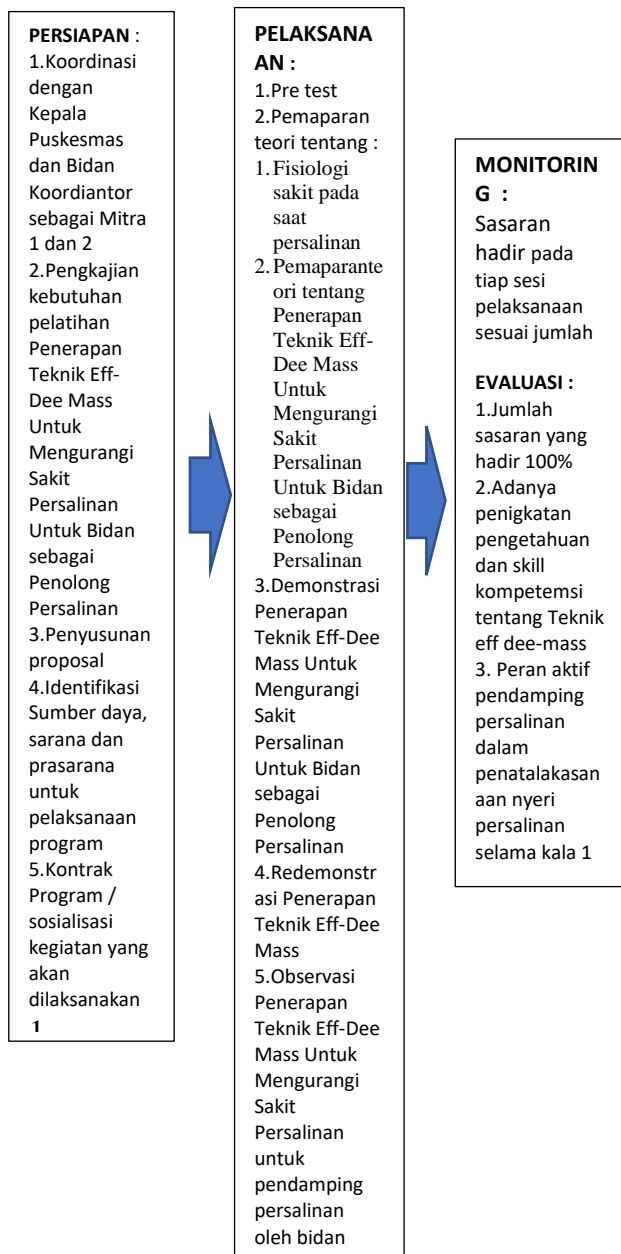 PERSIAPAN :
1.Koordinasi
dengan
Kepala
Puskesmas
dan Bidan
Koordiantor
sebagai Mitra
1 dan 2
2.Pengkajian
kebutuhan
pelatihan
Penerapan
Teknik Eff-
Dee Mass
Untuk
Mengurangi
Sakit
Persalinan
Untuk Bidan
sebagai
Penolong
Persalinan
3.Penyusunan
proposal
4.Identifikasi
Sumber daya,
sarana dan
prasarana
untuk
pelaksanaan
program
5.Kontrak
Program /
sosialisasi
kegiatan yang
akan
dilaksanakan
1
PELAKSANA
AN :
1.Pre test
2.Pemaparan
teori tentang :
1. Fisiologi
sakit pada
saat
persalinan
2. Pemaparante
ori tentang
Penerapan
Teknik Eff-
Dee Mass
Untuk
Mengurangi
Sakit
Persalinan
Untuk Bidan
sebagai
Penolong
Persalinan
3.Demonstrasi
Penerapan
Teknik Eff-Dee
Mass Untuk
Mengurangi
Sakit
Persalinan
Untuk Bidan
sebagai
Penolong
Persalinan
4.Redemonstr
asi Penerapan
Teknik Eff-Dee
Mass
5.Observasi
Penerapan
Teknik Eff-Dee
Mass Untuk
Mengurangi
Sakit
Persalinan
untuk
pendamping
persalinan
oleh bidan
MONITORIN
G :
Sasaran
hadir pada
tiap sesi
pelaksanaan
sesuai jumlah
EVALUASI :
1.Jumlah
sasaran yang
hadir 100%
2.Adanya
penigkatan
pengetahuan
dan skill
kompetemsi
tentang Teknik
eff dee-mass
3. Peran aktif
pendamping
persalinan
dalam
penatalakasan
aan nyeri
persalinan
selama kala 1